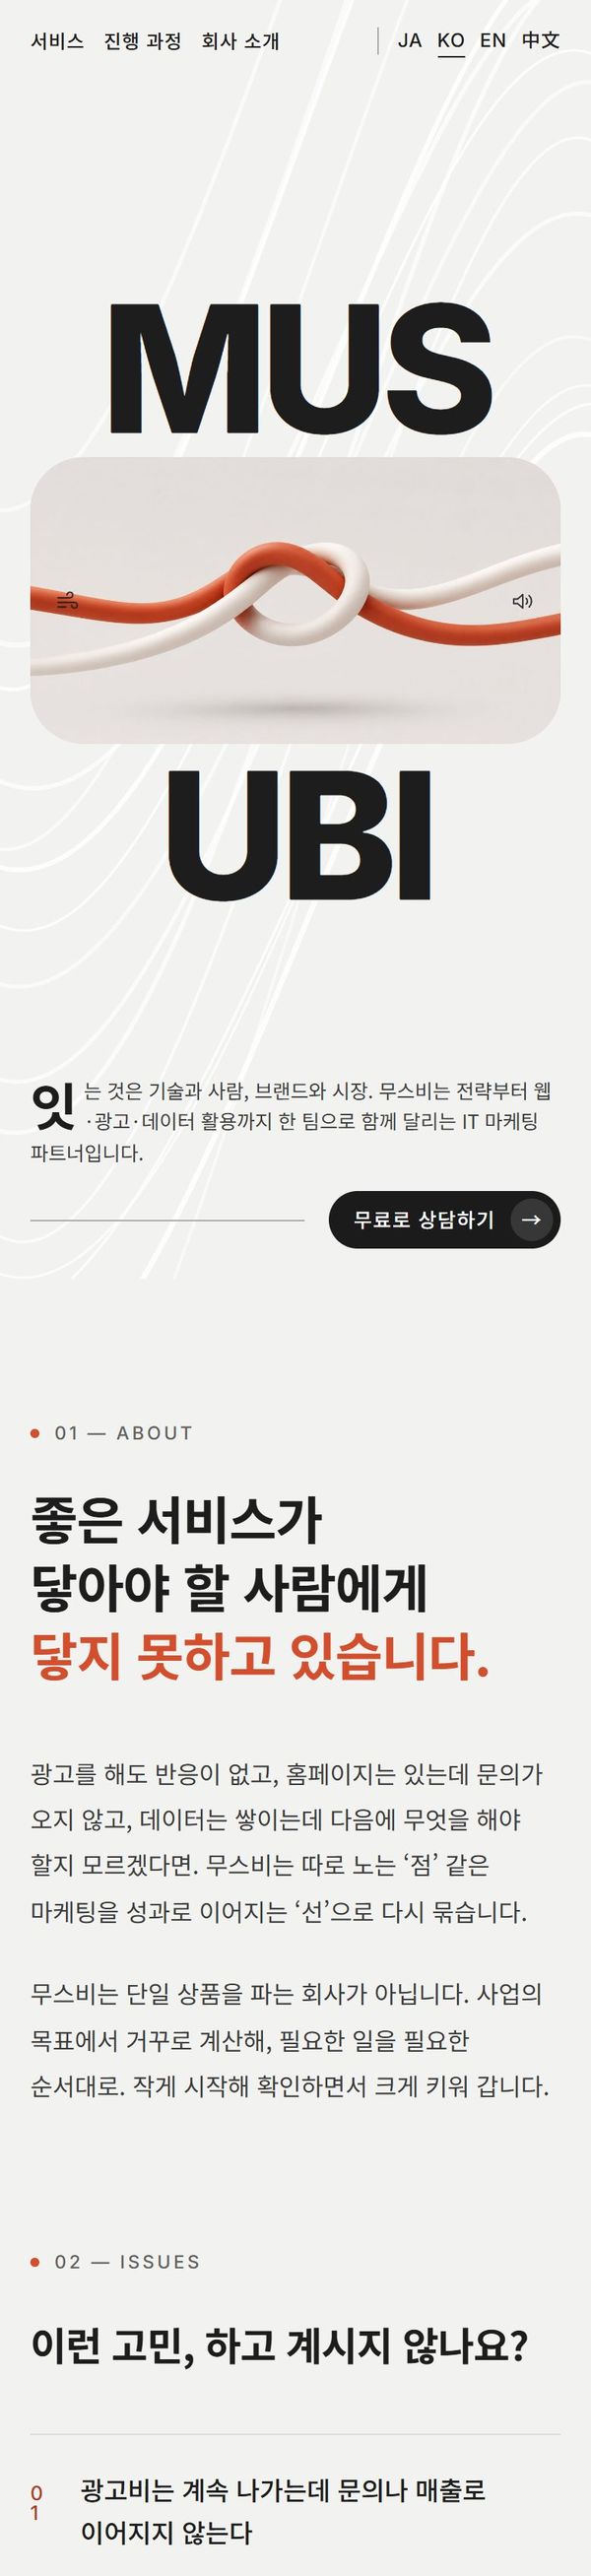 서비스 진행 과정 회사 소개 JA KO EN 中文
MUS
UBI
잇는 것은 기술과 사람, 브랜드와 시장. 무스비는 전략부터 웹
·광고·데이터 활용까지 한 팀으로 함께 달리는 IT 마케팅
파트너입니다.
무료로 상담하기 →
01 — ABOUT
좋은 서비스가
닿아야 할 사람에게
닿지 못하고 있습니다.
광고를 해도 반응이 없고, 홈페이지는 있는데 문의가
오지 않고, 데이터는 쌓이는데 다음에 무엇을 해야
할지 모르겠다면. 무스비는 따로 노는 ‘점’ 같은
마케팅을 성과로 이어지는 ‘선’으로 다시 묶습니다.
무스비는 단일 상품을 파는 회사가 아닙니다. 사업의
목표에서 거꾸로 계산해, 필요한 일을 필요한
순서대로. 작게 시작해 확인하면서 크게 키워 갑니다.
02 — ISSUES
이런 고민, 하고 계시지 않나요?
01
광고비는 계속 나가는데 문의나 매출로
이어지지 않는다